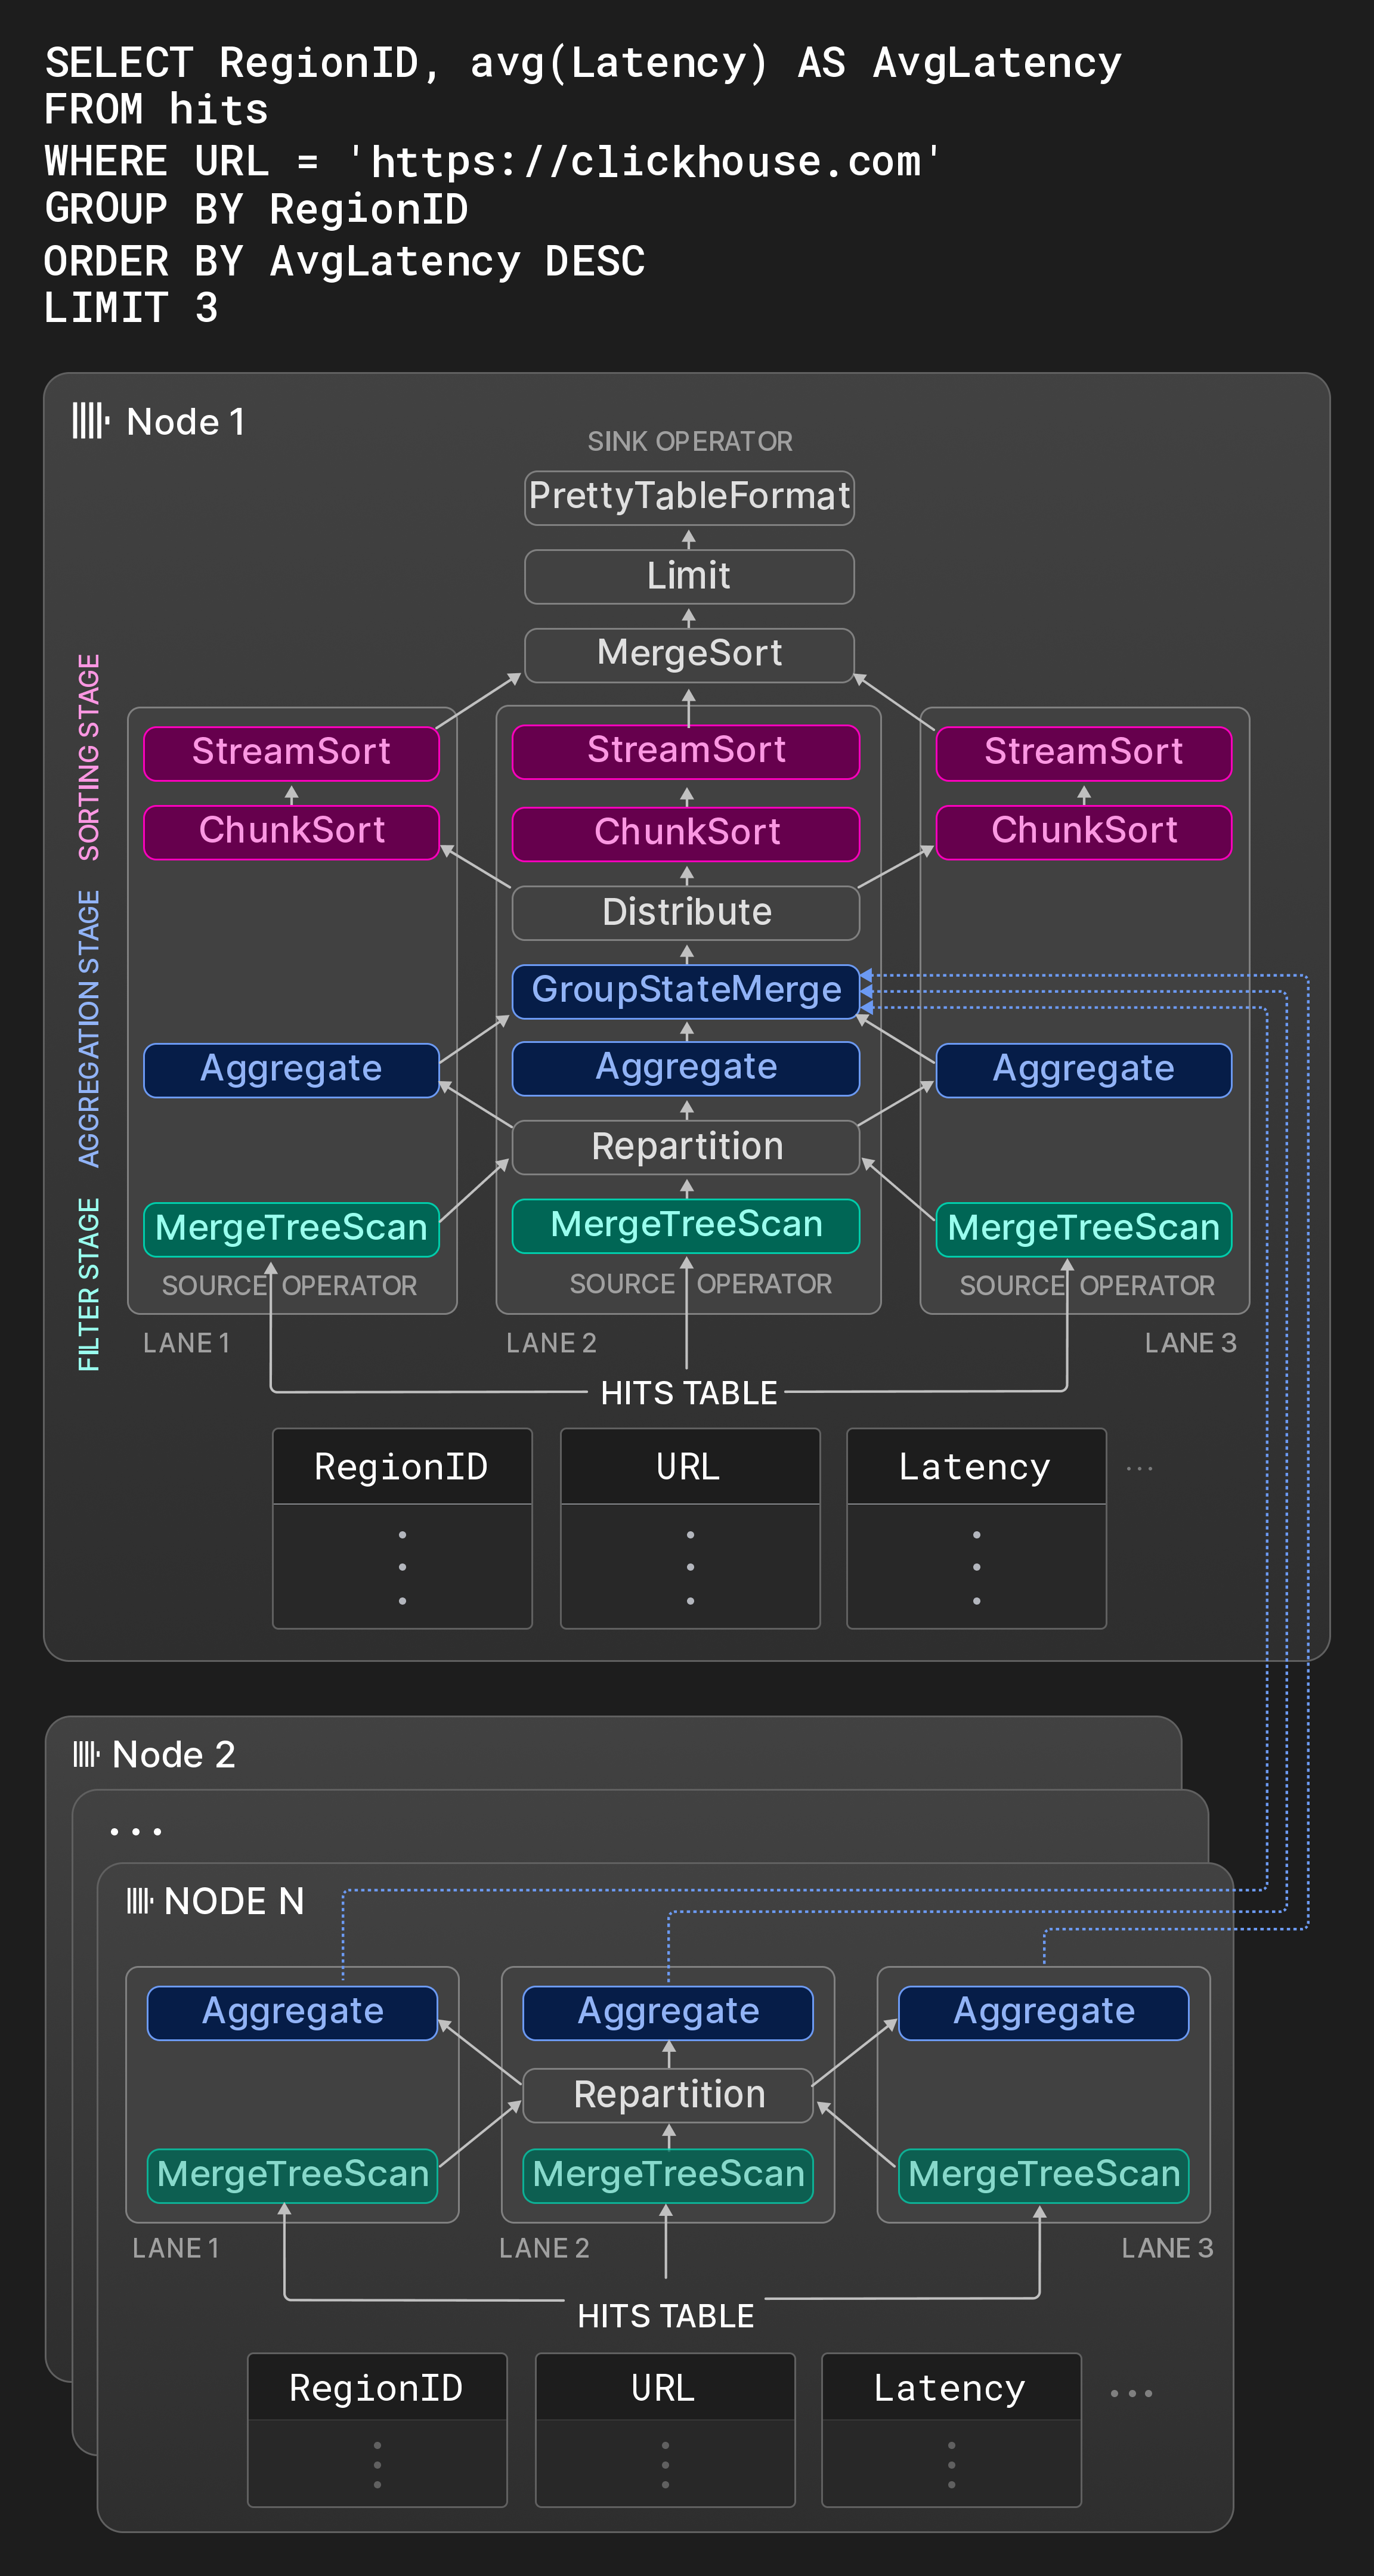 SELECT RegionID, avg(Latency) AS AvgLatency
FROM hits
WHERE URL = 'https://clickhouse.com'
GROUP BY RegionID
ORDER BY AvgLatency DESC
LIMIT 3
Node 1
SINK OPERATOR
PrettyTableFormat
Limit
MergeSort
SORTING STAGE
StreamSort StreamSort StreamSort
ChunkSort ChunkSort ChunkSort
Distribute
AGGREGATION STAGE
GroupStateMerge
Aggregate Aggregate Aggregate
Repartition
FILTER STAGE
MergeTreeScan MergeTreeScan MergeTreeScan
SOURCE OPERATOR SOURCE OPERATOR SOURCE OPERATOR
LANE 1 LANE 2 LANE 3
HITS TABLE
RegionID URL Latency ...
Node 2
...
NODE N
Aggregate Aggregate Aggregate
Repartition
MergeTreeScan MergeTreeScan MergeTreeScan
LANE 1 LANE 2 LANE 3
HITS TABLE
RegionID URL Latency ...